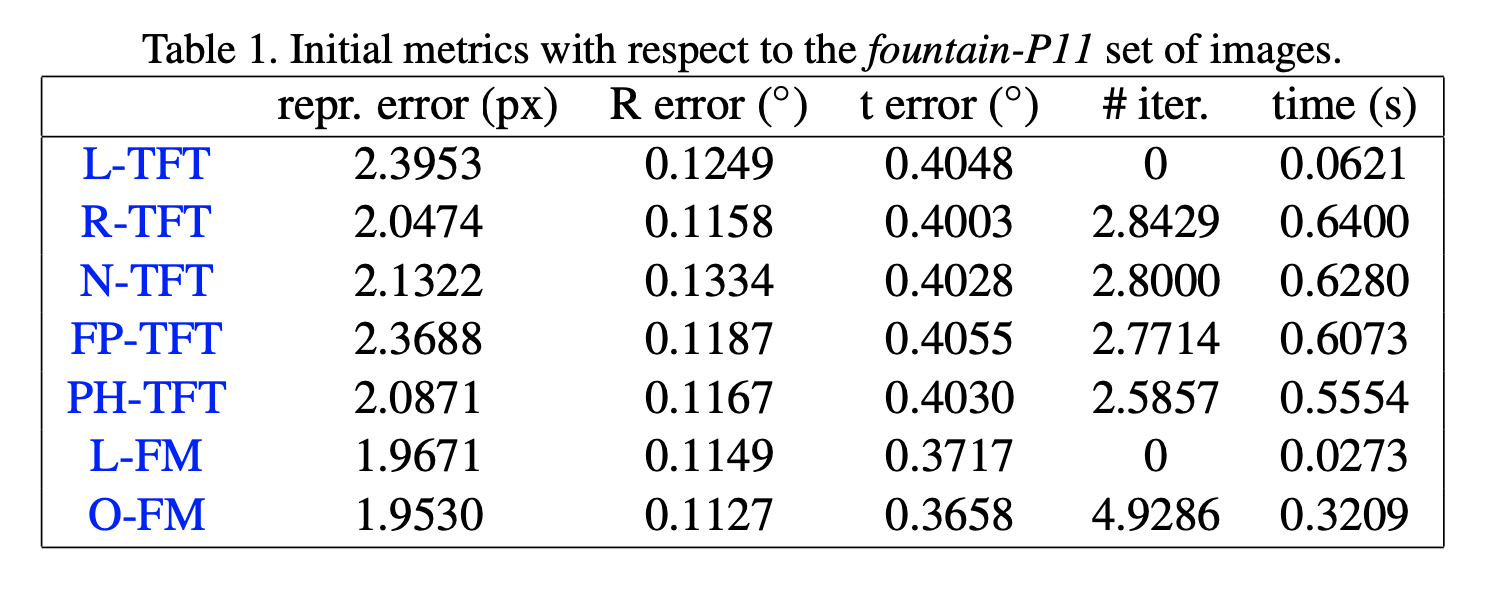 Table 1. Initial metrics with respect to the fountain-P11 set of images.
repr. error (px) R error (°) t error (°) # iter. time (s)
L-TFT 2.3953 0.1249 0.4048 0 0.0621
R-TFT 2.0474 0.1158 0.4003 2.8429 0.6400
N-TFT 2.1322 0.1334 0.4028 2.8000 0.6280
FP-TFT 2.3688 0.1187 0.4055 2.7714 0.6073
PH-TFT 2.0871 0.1167 0.4030 2.5857 0.5554
L-FM 1.9671 0.1149 0.3717 0 0.0273
O-FM 1.9530 0.1127 0.3658 4.9286 0.3209